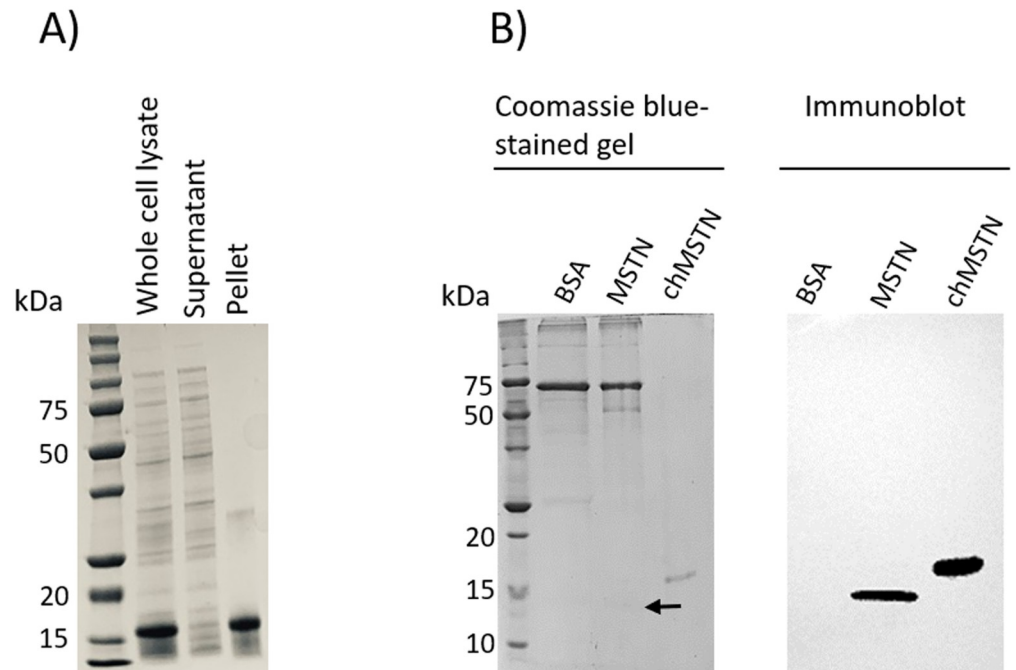 A)
Whole cell lysate
Supernatant
Pellet
kDa
75
50
20
15
B)
Coomassie blue-
stained gel
Immunoblot
BSA
MSTN
chMSTN
BSA
MSTN
chMSTN
kDa
75
50
20
15
10